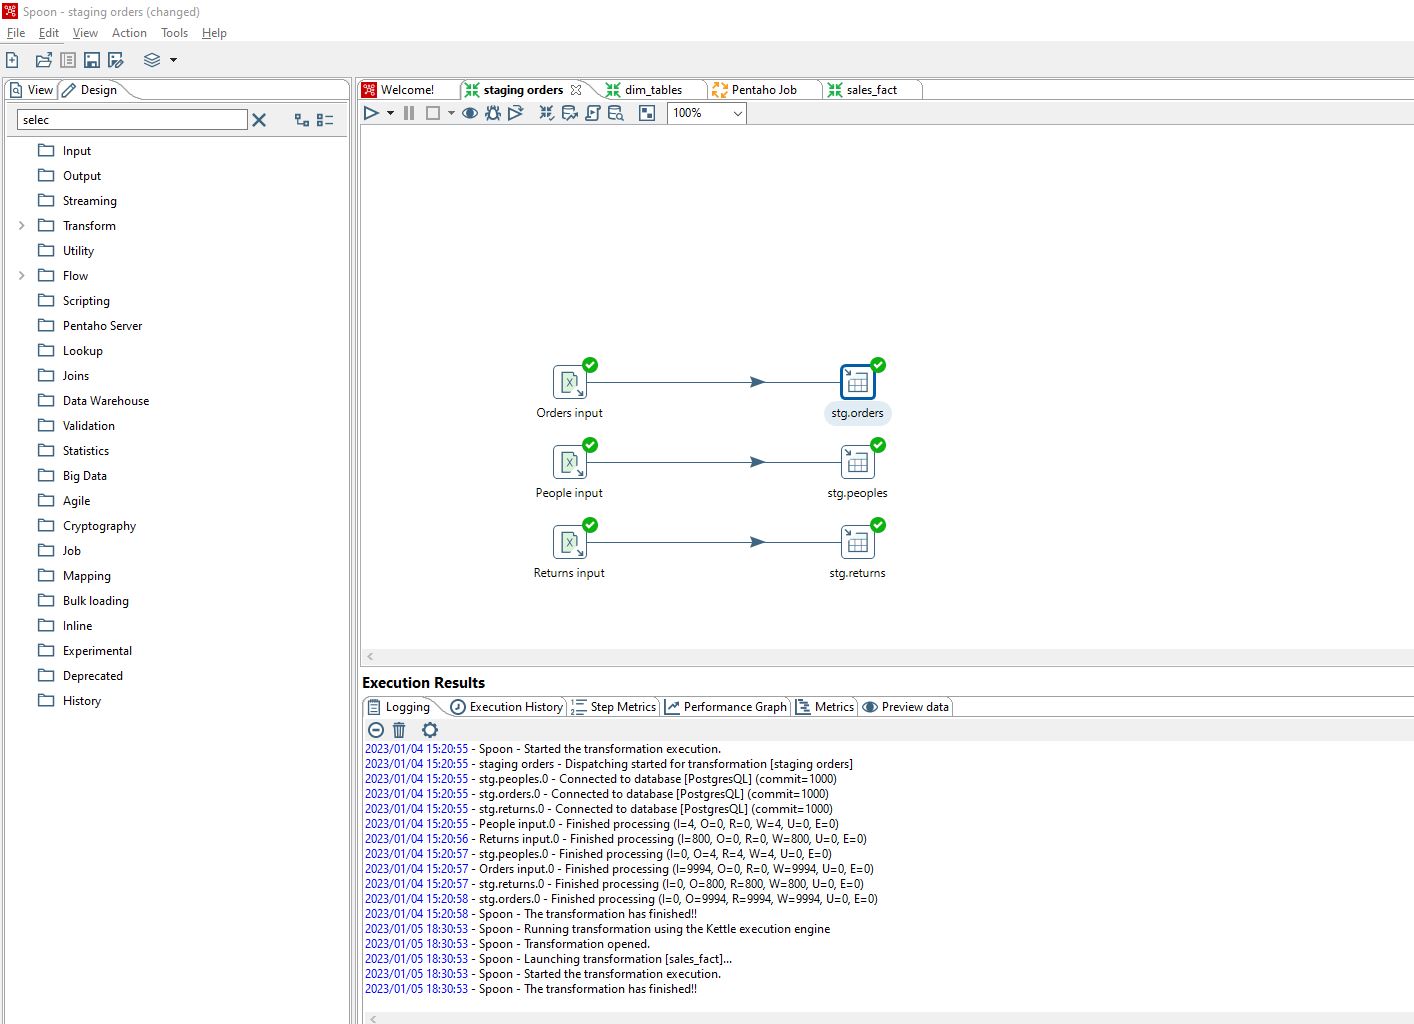 Spoon - staging orders (changed)
File Edit View Action Tools Help
View Design
selec
Input
Output
Streaming
Transform
Utility
Flow
Scripting
Pentaho Server
Lookup
Joins
Data Warehouse
Validation
Statistics
Big Data
Agile
Cryptography
Job
Mapping
Bulk loading
Inline
Experimental
Deprecated
History
Welcome! staging orders dim_tables Pentaho Job sales_fact
100%
Orders input stg.orders
People input stg.peoples
Returns input stg.returns
Execution Results
Logging Execution History Step Metrics Performance Graph Metrics Preview data
2023/01/04 15:20:55 - Spoon - Started the transformation execution.
2023/01/04 15:20:55 - staging orders - Dispatching started for transformation [staging orders]
2023/01/04 15:20:55 - stg.peoples.0 - Connected to database [PostgresQL] (commit=1000)
2023/01/04 15:20:55 - stg.orders.0 - Connected to database [PostgresQL] (commit=1000)
2023/01/04 15:20:55 - stg.returns.0 - Connected to database [PostgresQL] (commit=1000)
2023/01/04 15:20:55 - People input.0 - Finished processing (I=4, O=0, R=0, W=4, U=0, E=0)
2023/01/04 15:20:56 - Returns input.0 - Finished processing (I=800, O=0, R=0, W=800, U=0, E=0)
2023/01/04 15:20:57 - stg.peoples.0 - Finished processing (I=0, O=4, R=4, W=4, U=0, E=0)
2023/01/04 15:20:57 - Orders input.0 - Finished processing (I=9994, O=0, R=0, W=9994, U=0, E=0)
2023/01/04 15:20:57 - stg.returns.0 - Finished processing (I=0, O=800, R=800, W=800, U=0, E=0)
2023/01/04 15:20:58 - stg.orders.0 - Finished processing (I=0, O=9994, R=9994, W=9994, U=0, E=0)
2023/01/04 15:20:58 - Spoon - The transformation has finished!!
2023/01/05 18:30:53 - Spoon - Running transformation using the Kettle execution engine
2023/01/05 18:30:53 - Spoon - Transformation opened.
2023/01/05 18:30:53 - Spoon - Launching transformation [sales_fact]...
2023/01/05 18:30:53 - Spoon - Started the transformation execution.
2023/01/05 18:30:53 - Spoon - The transformation has finished!!